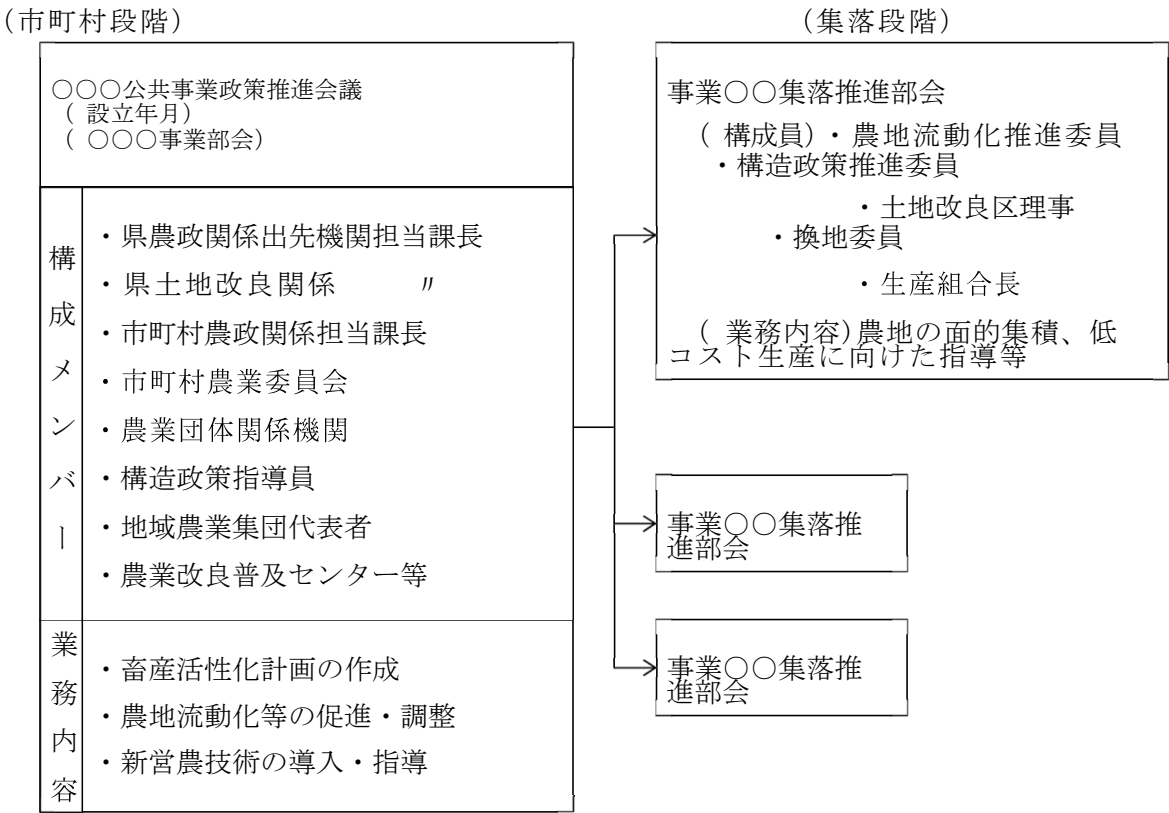 (市町村段階)
○○○公共事業政策推進会議
( 設立年月)
( ○○○事業部会)
構成メンバー
・県農政関係出先機関担当課長
・県土地改良関係 〃
・市町村農政関係担当課長
・市町村農業委員会
・農業団体関係機関
・構造政策指導員
・地域農業集団代表者
・農業改良普及センター等
業務内容
・畜産活性化計画の作成
・農地流動化等の促進・調整
・新営農技術の導入・指導
(集落段階)
事業○○集落推進部会
( 構成員)・農地流動化推進委員
・構造政策推進委員
・土地改良区理事
・換地委員
・生産組合長
( 業務内容)農地の面的集積、低
コスト生産に向けた指導等
事業○○集落推
進部会
事業○○集落推
進部会